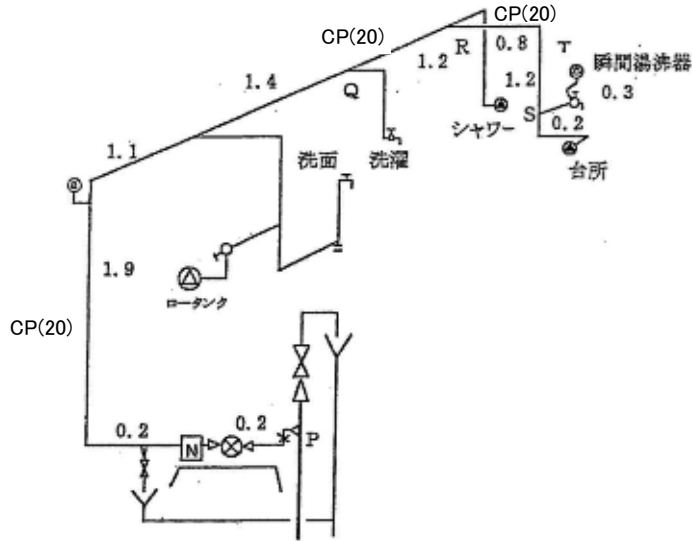 CP(20)
CP(20)
1.2
R
0.8
T
瞬間湯沸器
1.4
Q
1.2
S
0.3
シャワー
0.2
1.1
洗面
洗濯
台所
1.9
ロータンク
CP(20)
0.2
N
0.2
P